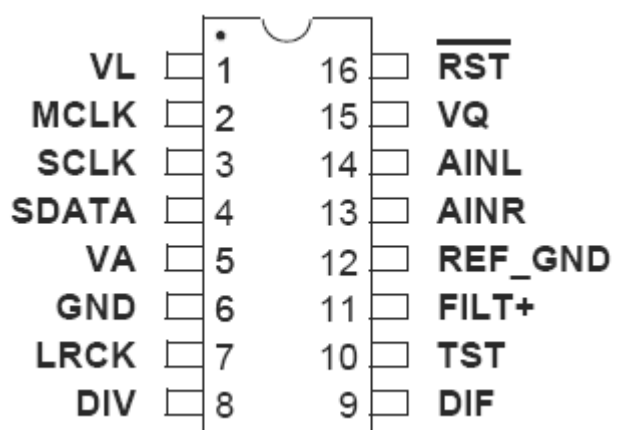 VL 1 16 RST
MCLK 2 15 VQ
SCLK 3 14 AINL
SDATA 4 13 AINR
VA 5 12 REF_GND
GND 6 11 FILT+
LRCK 7 10 TST
DIV 8 9 DIF